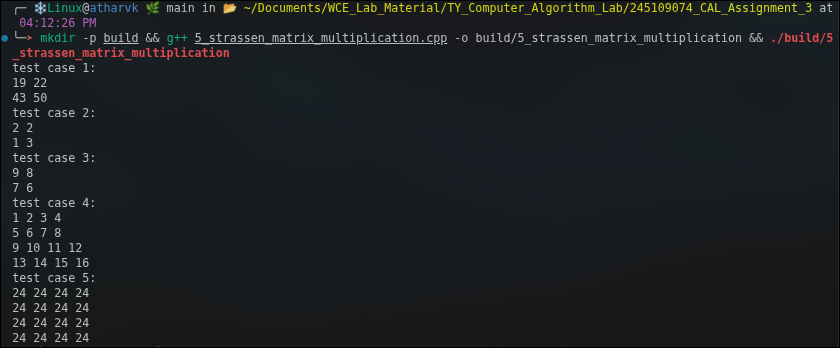 Linux@atharvk main in ~/Documents/WCE_Lab_Material/TY_Computer_Algorithm_Lab/245109074_CAL_Assignment_3 at
04:12:26 PM
mkdir -p build && g++ 5_strassen_matrix_multiplication.cpp -o build/5_strassen_matrix_multiplication && ./build/5
_strassen_matrix_multiplication
test case 1:
19 22
43 50
test case 2:
2 2
1 3
test case 3:
9 8
7 6
test case 4:
1 2 3 4
5 6 7 8
9 10 11 12
13 14 15 16
test case 5:
24 24 24 24
24 24 24 24
24 24 24 24
24 24 24 24